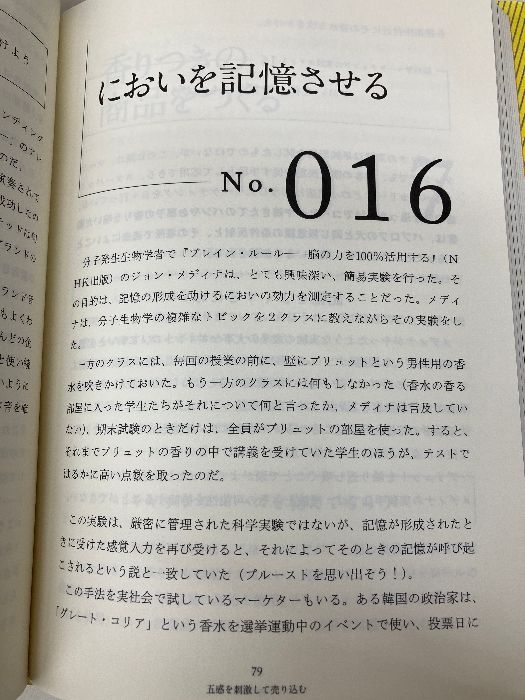 においを記憶させる
No. 016
分子発生生物学者で『ブレイン・ルール――脳の力を100%活用する』(N
HK出版)のジョン・メディナは、とても興味深い、簡易実験を行った。そ
の目的は、記憶の形成を助けるにおいの効力を測定することだった。メディ
ナは、分子生物学の複雑なトピックを2クラスに教えながらその実験をし
た。
一方のクラスには、毎回の授業の前に、壁にブリュットという男性用の香
水を吹きかけておいた。もう一方のクラスには何もしなかった(香水の香る
部屋に入った学生たちがそれについて何と言ったか、メディナは言及してい
ない)。期末試験のときだけは、全員がブリュットの部屋を使った。すると、
それまでブリュットの香りの中で講義を受けていた学生のほうが、テストで
はるかに高い点数を取ったのだ。
この実験は、厳密に管理された科学実験ではないが、記憶が形成されたと
きに受けた感覚入力を再び受けると、それによってそのときの記憶が呼び起
こされるという説と一致していた(プルーストを思い出そう!)。
この手法を実社会で試しているマーケターもいる。ある韓国の政治家は、
「グレート・コリア」という香水を選挙運動中のイベントで使い、投票日に
79
五感を刺激して売り込む